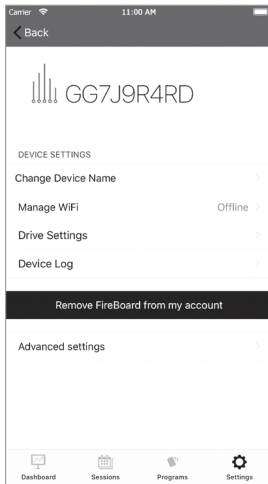 Carrier 11:00 AM
Back
GG7J9R4RD
DEVICE SETTINGS
Change Device Name
Manage WiFi Offline
Drive Settings
Device Log
Remove FireBoard from my account
Advanced settings
Dashboard Sessions Programs Settings